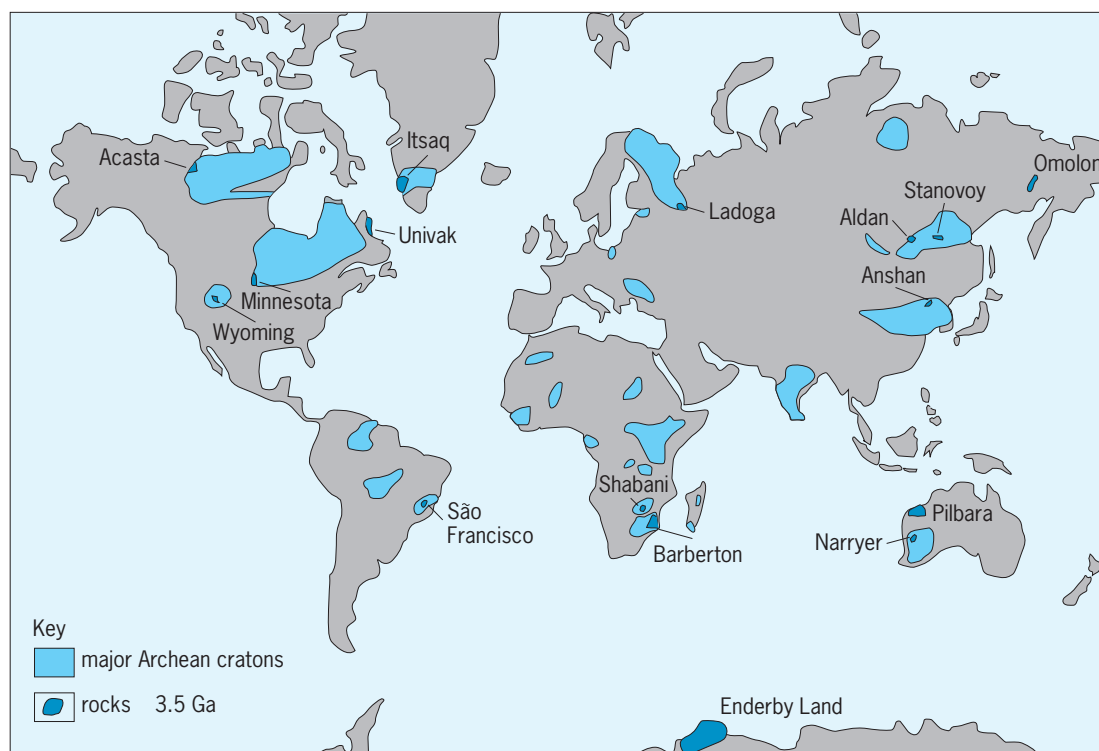 Itsaq
Acasta
Omolon
Stanovoy
Ladoga
Aldan
Univak
Anshan
Minnesota
Wyoming
Shabani
São
Francisco
Pilbara
Narryer
Barberton
Key
major Archean cratons
rocks 3.5 Ga
Enderby Land